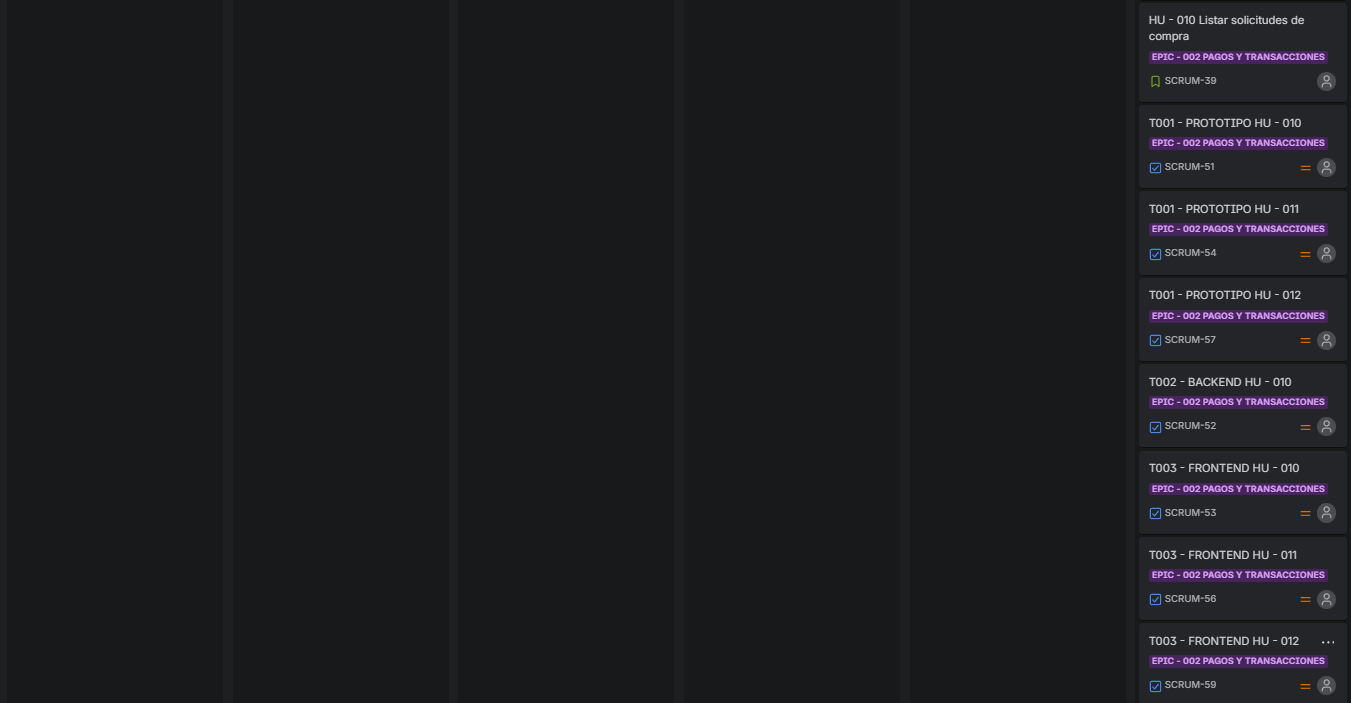 HU - 010 Listar solicitudes de
compra
EPIC - 002 PAGOS Y TRANSACCIONES
SCRUM-39
T001 - PROTOTIPO HU - 010
EPIC - 002 PAGOS Y TRANSACCIONES
SCRUM-51
T001 - PROTOTIPO HU - 011
EPIC - 002 PAGOS Y TRANSACCIONES
SCRUM-54
T001 - PROTOTIPO HU - 012
EPIC - 002 PAGOS Y TRANSACCIONES
SCRUM-57
T002 - BACKEND HU - 010
EPIC - 002 PAGOS Y TRANSACCIONES
SCRUM-52
T003 - FRONTEND HU - 010
EPIC - 002 PAGOS Y TRANSACCIONES
SCRUM-53
T003 - FRONTEND HU - 011
EPIC - 002 PAGOS Y TRANSACCIONES
SCRUM-56
T003 - FRONTEND HU - 012
EPIC - 002 PAGOS Y TRANSACCIONES
SCRUM-59